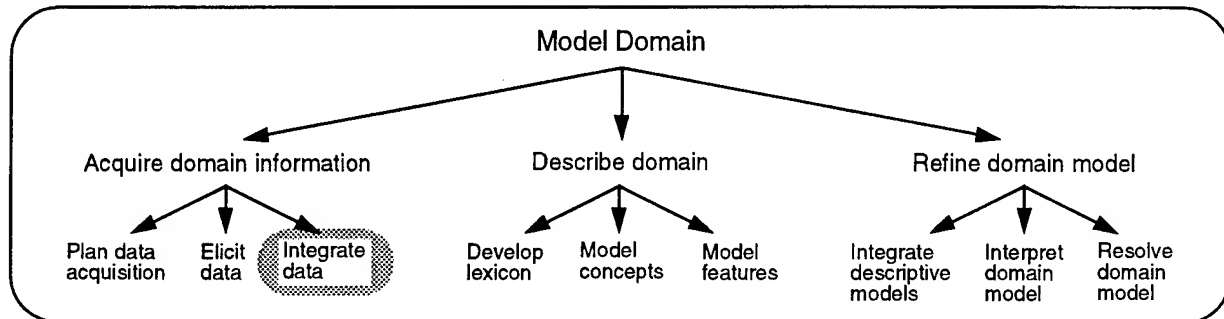 Model Domain
Acquire domain information
Describe domain
Refine domain model
Plan data
acquisition
Elicit
data
Integrate
data
Develop
lexicon
Model
concepts
Model
features
Integrate
descriptive
models
Interpret
domain
model
Resolve
domain
model